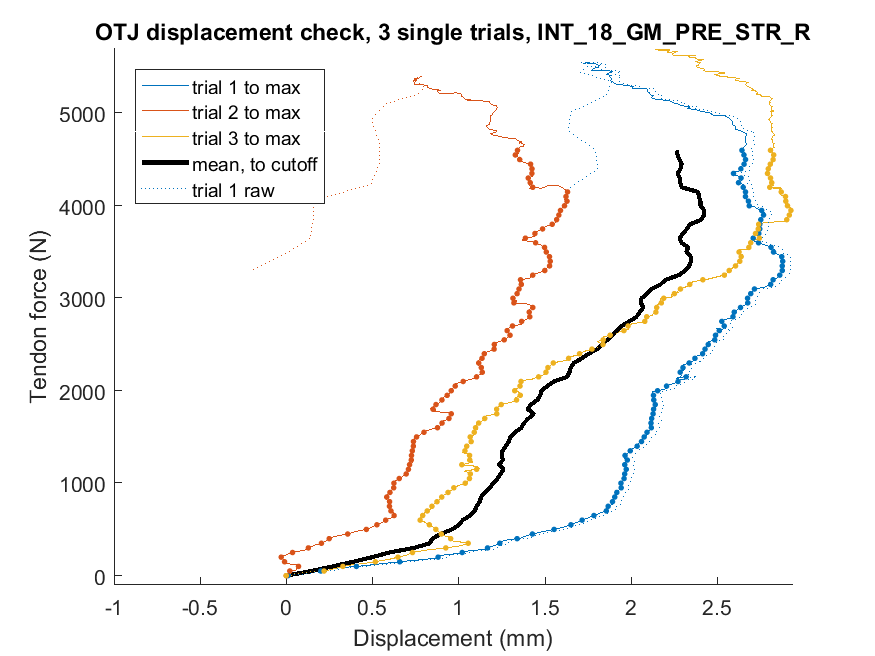 OTJ displacement check, 3 single trials, INT_18_GM_PRE_STR_R
trial 1 to max
trial 2 to max
trial 3 to max
mean, to cutoff
trial 1 raw
5000
4000
3000
2000
1000
0
Tendon force (N)
-1 -0.5 0 0.5 1 1.5 2 2.5
Displacement (mm)